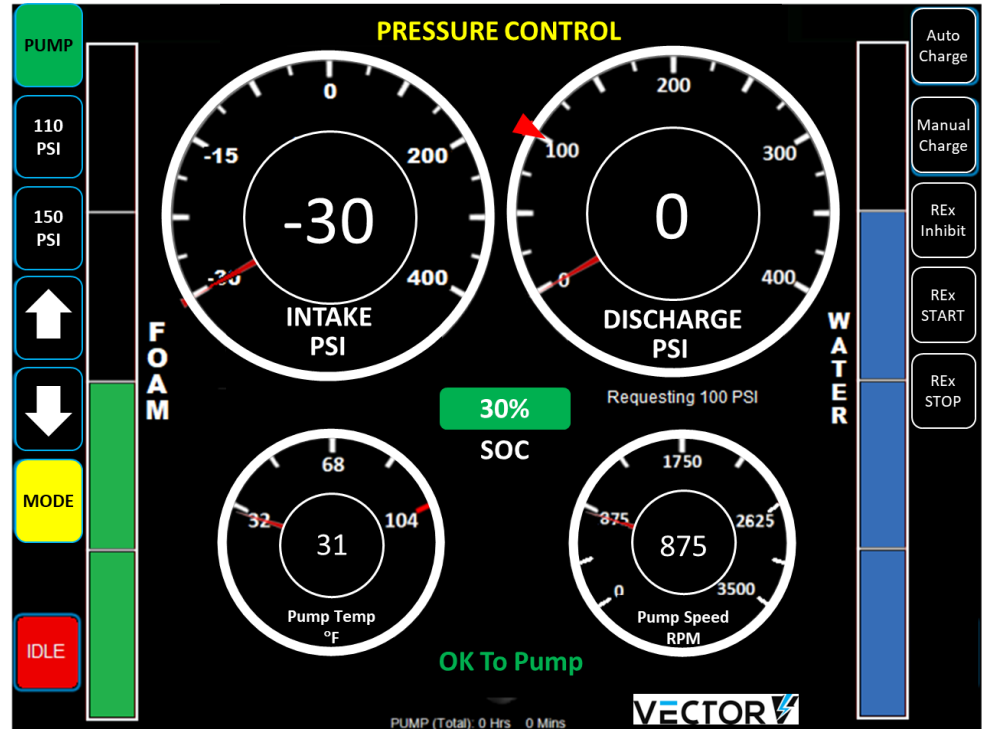 PRESSURE CONTROL
PUMP
110
PSI
150
PSI
MODE
IDLE
FOAM
0
-15
200
-30
400
-30
INTAKE
PSI
200
100
300
0
400
0
DISCHARGE
PSI
Requesting 100 PSI
30%
SOC
68
32
104
31
Pump Temp
°F
1750
875
2625
0
3500
875
Pump Speed
RPM
OK To Pump
PUMP (Total): 0 Hrs 0 Mins
VECTOR
WATER
Auto
Charge
Manual
Charge
REx
Inhibit
REx
START
REx
STOP